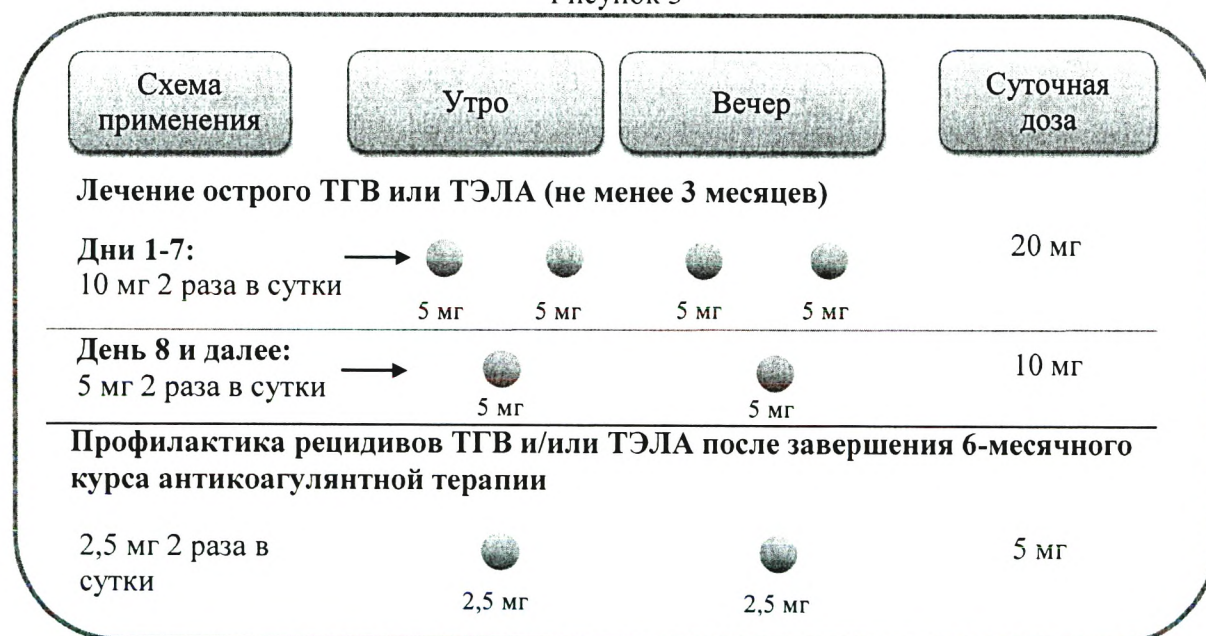 Рисунок 3
Схема
применения
Утро
Вечер
Суточная
доза
Лечение острого ТГВ или ТЭЛА (не менее 3 месяцев)
Дни 1-7:
10 мг 2 раза в сутки
5 мг
5 мг
5 мг
5 мг
20 мг
День 8 и далее:
5 мг 2 раза в сутки
5 мг
5 мг
10 мг
Профилактика рецидивов ТГВ и/или ТЭЛА после завершения 6-месячного
курса антикоагулянтной терапии
2,5 мг 2 раза в
сутки
2,5 мг
2,5 мг
5 мг